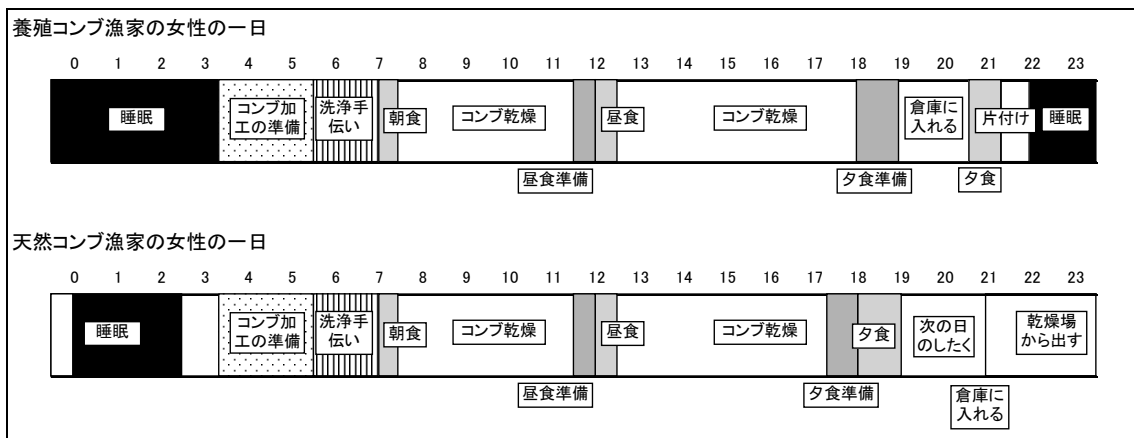 養殖コンブ漁家の女性の一日
0 1 2 3 4 5 6 7 8 9 10 11 12 13 14 15 16 17 18 19 20 21 22 23
睡眠
コンブ加
工の準備
洗浄手
伝い
朝食
コンブ乾燥
昼食
コンブ乾燥
倉庫に
入れる
片付け
睡眠
昼食準備
夕食準備
夕食
天然コンブ漁家の女性の一日
0 1 2 3 4 5 6 7 8 9 10 11 12 13 14 15 16 17 18 19 20 21 22 23
睡眠
コンブ加
工の準備
洗浄手
伝い
朝食
コンブ乾燥
昼食
コンブ乾燥
夕食
次の日
のしたく
乾燥場
から出す
昼食準備
夕食準備
倉庫に
入れる